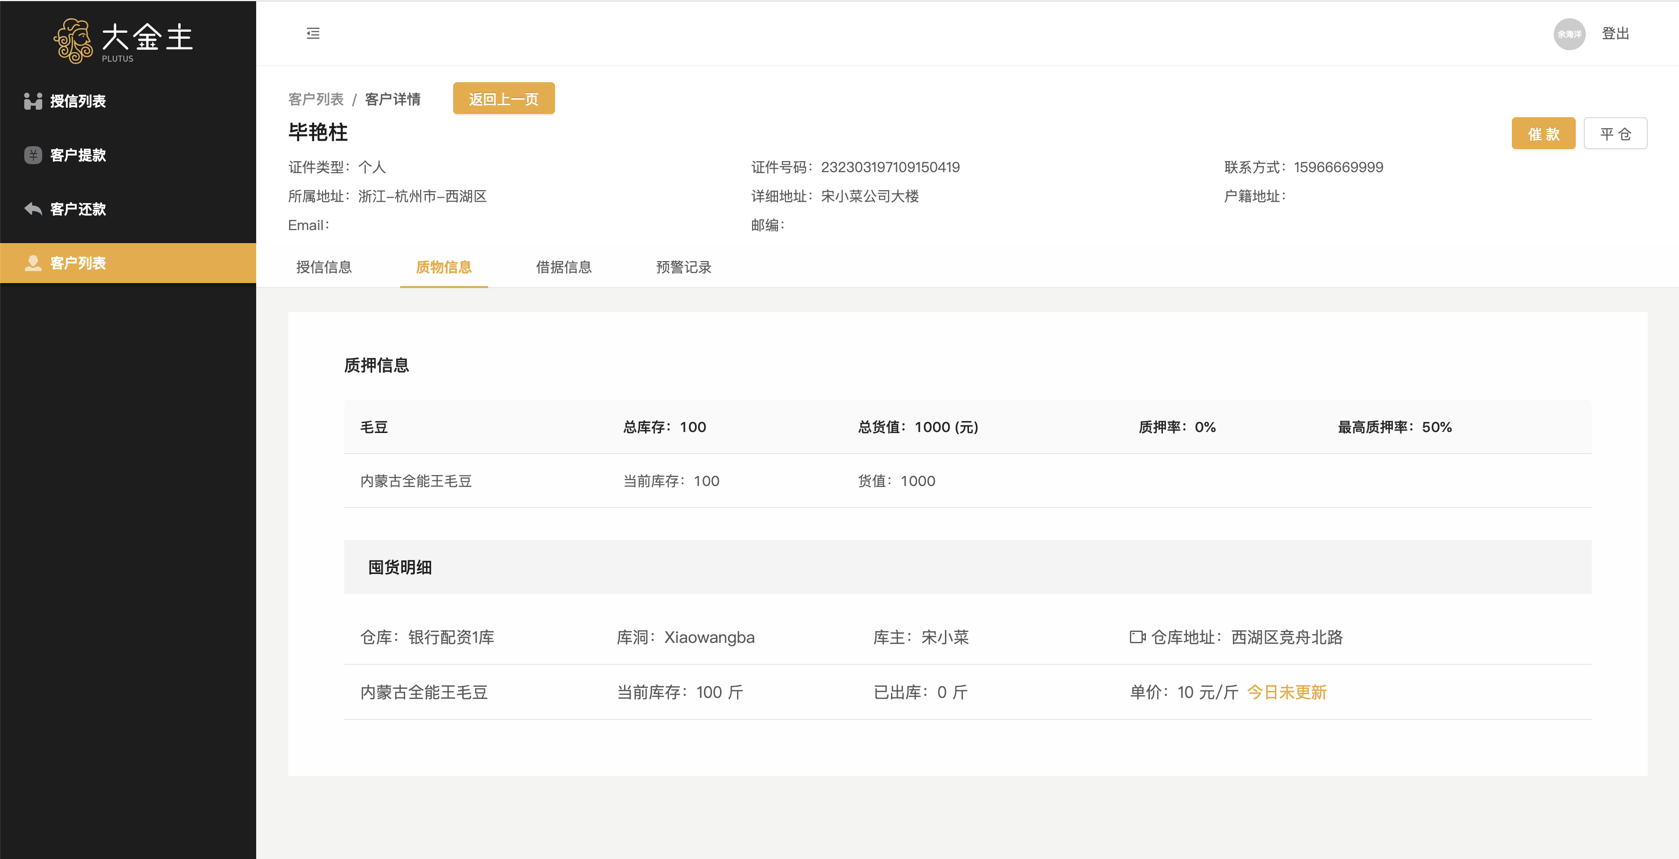 大金主
PLUTUS
余海洋
登出
授信列表
客户提款
客户还款
客户列表
客户列表 / 客户详情
返回上一页
毕艳柱
催 款
平 仓
证件类型：个人
证件号码：232303197109150419
联系方式：15966669999
所属地址：浙江-杭州市-西湖区
详细地址：宋小菜公司大楼
户籍地址：
Email：
邮编：
授信信息
质物信息
借据信息
预警记录
质押信息
毛豆
总库存：100
总货值：1000 (元)
质押率：0%
最高质押率：50%
内蒙古全能王毛豆
当前库存：100
货值：1000
囤货明细
仓库：银行配资1库
库洞：Xiaowangba
库主：宋小菜
仓库地址：西湖区竞舟北路
内蒙古全能王毛豆
当前库存：100 斤
已出库：0 斤
单价：10 元/斤 今日未更新